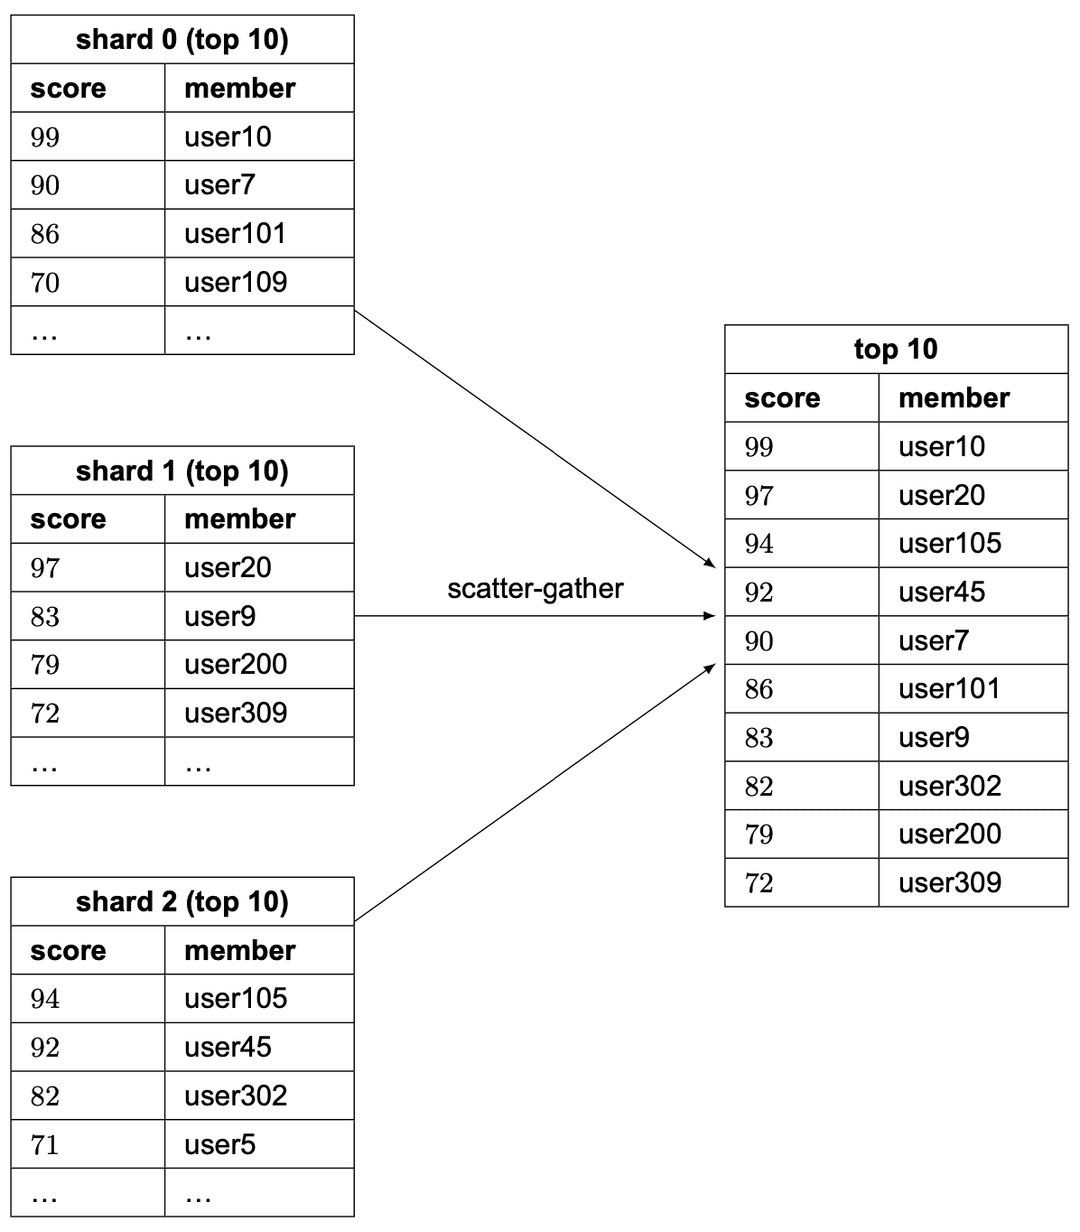 shard 0 (top 10)
score member
99 user10
90 user7
86 user101
70 user109
... ...
shard 1 (top 10)
score member
97 user20
83 user9
79 user200
72 user309
... ...
shard 2 (top 10)
score member
94 user105
92 user45
82 user302
71 user5
... ...
scatter-gather
top 10
score member
99 user10
97 user20
94 user105
92 user45
90 user7
86 user101
83 user9
82 user302
79 user200
72 user309